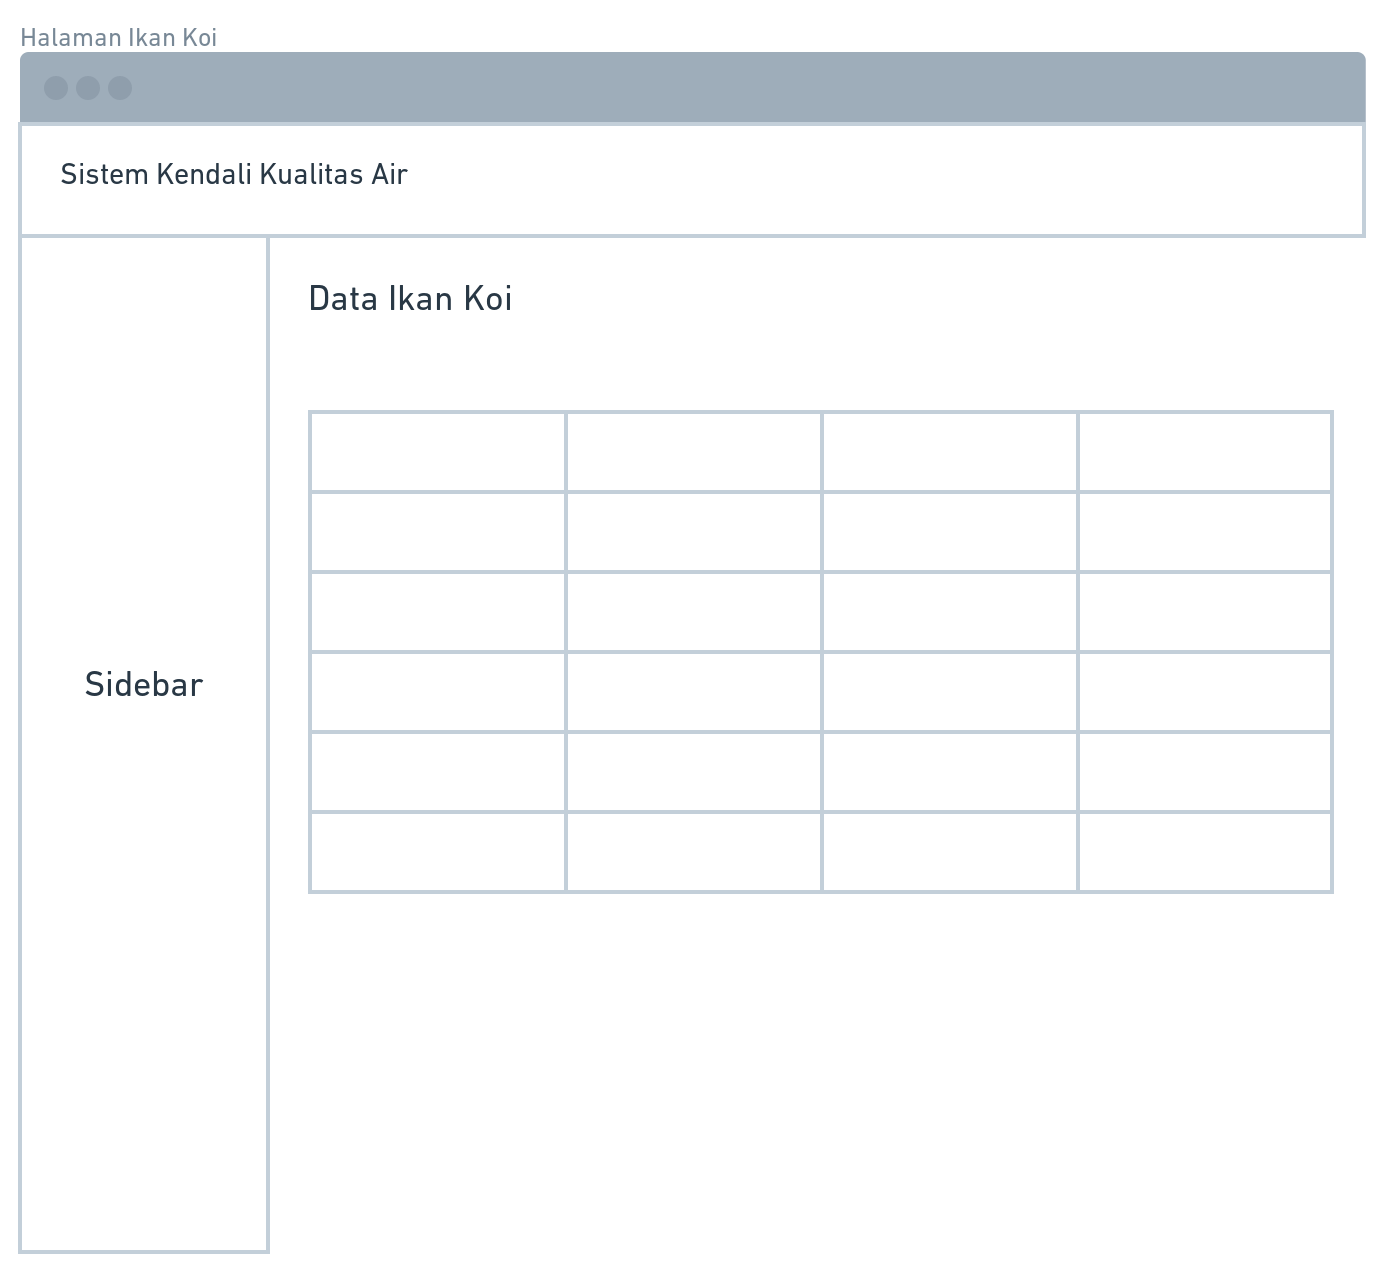 Halaman Ikan Koi
Sistem Kendali Kualitas Air
Data Ikan Koi
Sidebar